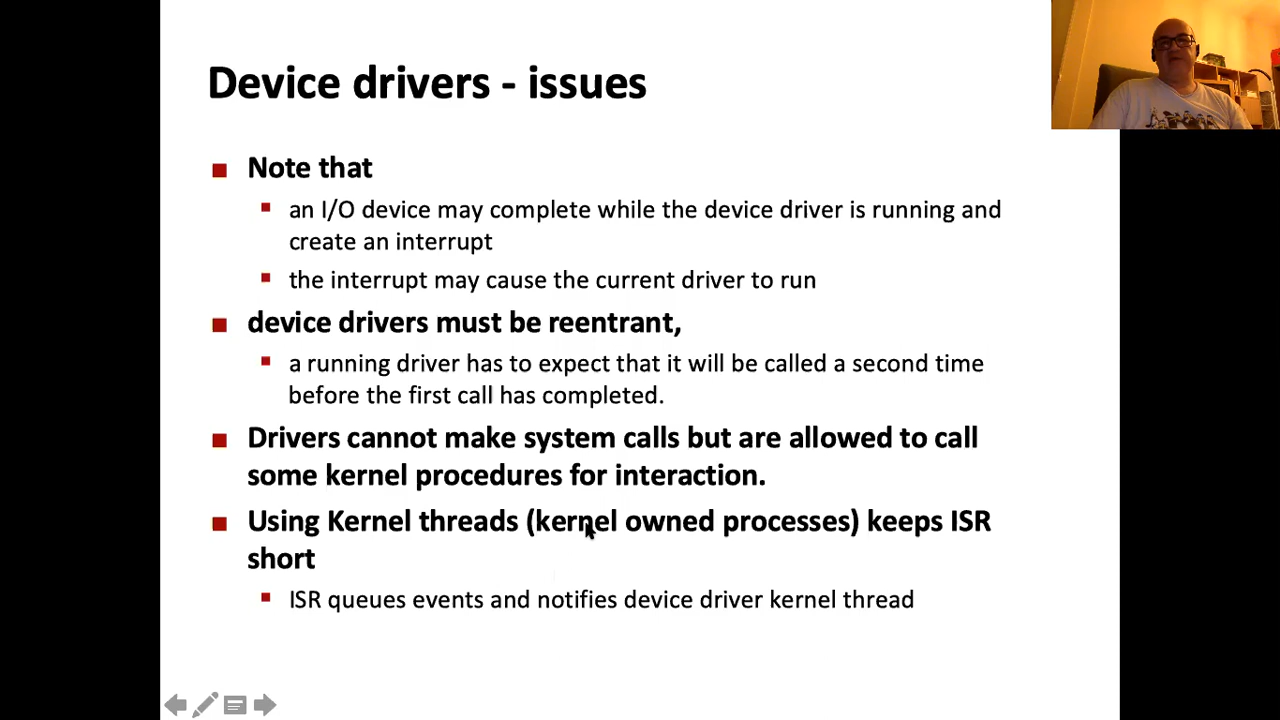 Device drivers - issues
Note that
an I/O device may complete while the device driver is running and
create an interrupt
the interrupt may cause the current driver to run
device drivers must be reentrant,
a running driver has to expect that it will be called a second time
before the first call has completed.
Drivers cannot make system calls but are allowed to call
some kernel procedures for interaction.
Using Kernel threads (kernel owned processes) keeps ISR
short
ISR queues events and notifies device driver kernel thread